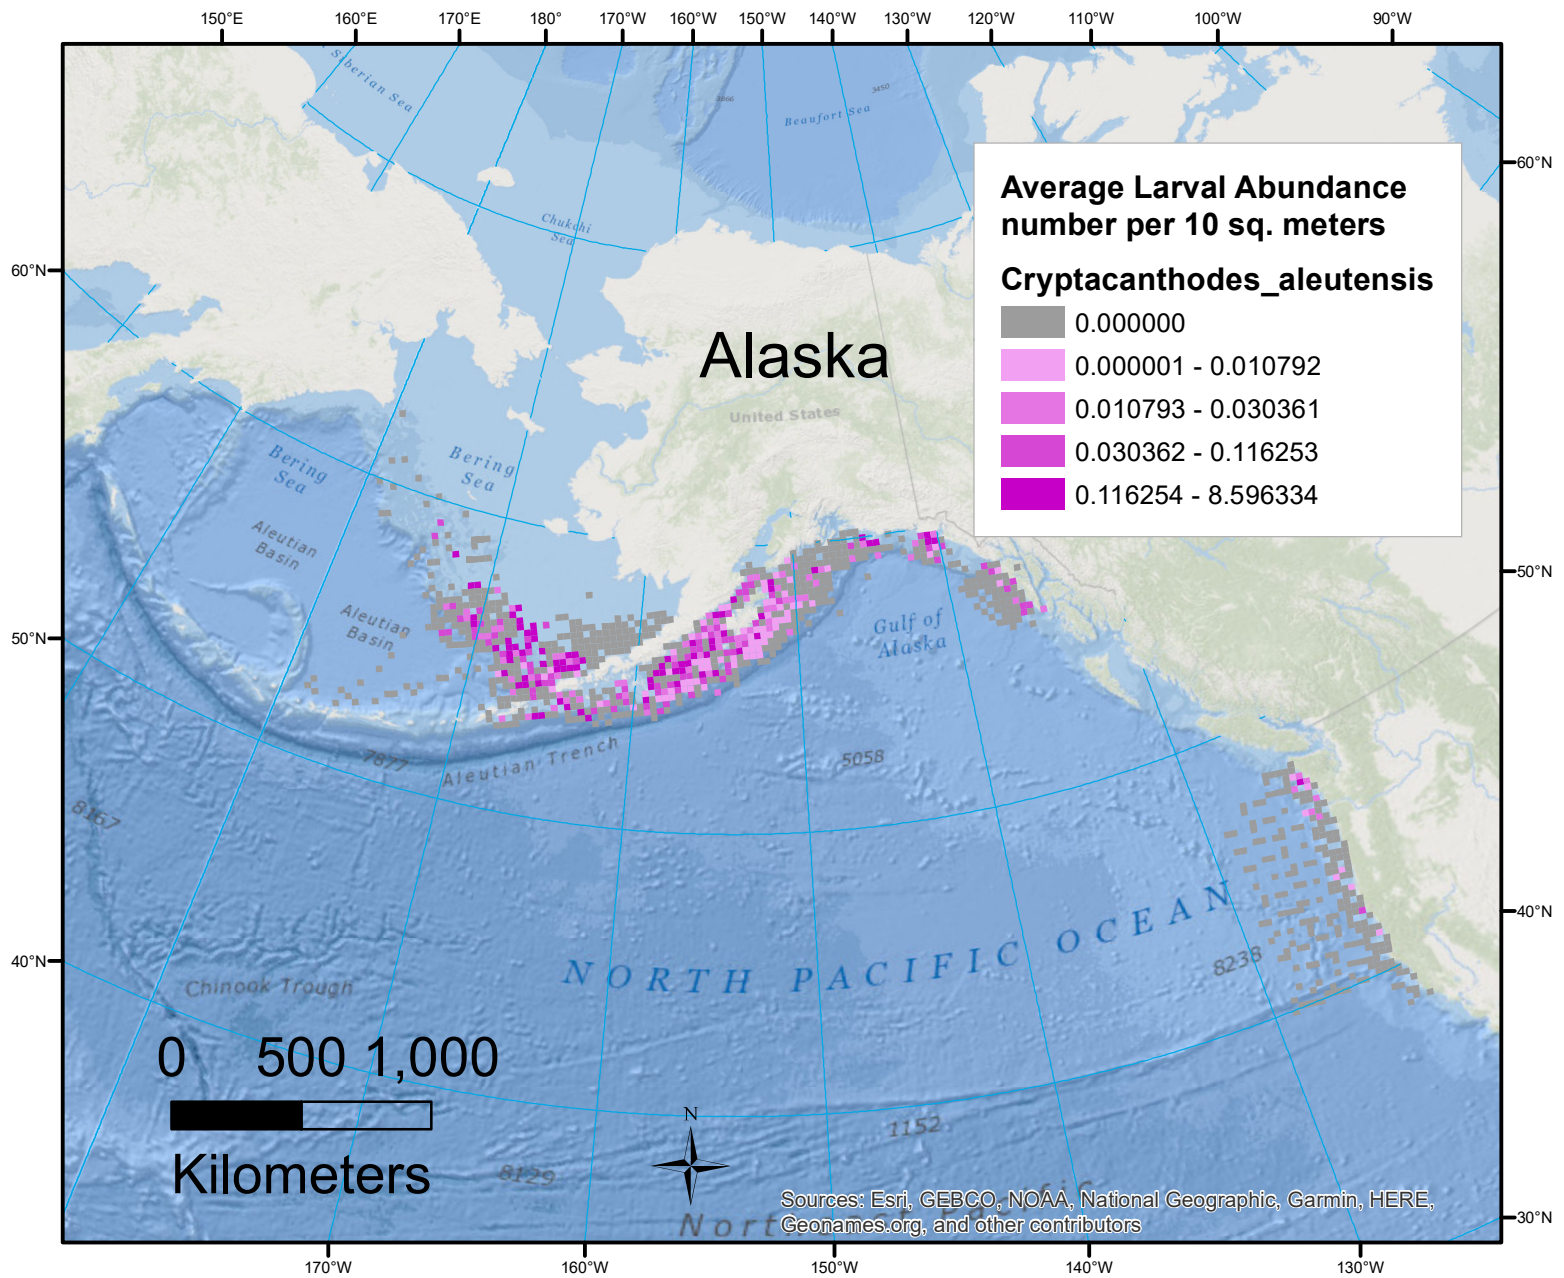 150°E 160°E 170°E 180° 170°W 160°W 150°W 140°W 130°W 120°W 110°W 100°W 90°W
Siberian Sea
3866
3450
Beaufort Sea
60°N
Average Larval Abundance
number per 10 sq. meters
Chukchi
Sea
60°N
Cryptacanthodes_aleutensis
0.000000
0.000001 - 0.010792
0.010793 - 0.030361
0.030362 - 0.116253
0.116254 - 8.596334
Alaska
United States
Bering
Sea
Bering
Sea
Aleutian
Basin
50°N
Aleutian
Basin
50°N
Gulf of
Alaska
7877
Aleutian Trench
5058
8167
40°N
NORTH PACIFIC OCEAN
8238
40°N
Chinook Trough
0 500 1,000
Kilometers
N
1152
8129
Sources: Esri, GEBCO, NOAA, National Geographic, Garmin, HERE,
Geonames.org, and other contributors
30°N
170°W 160°W 150°W 140°W 130°W